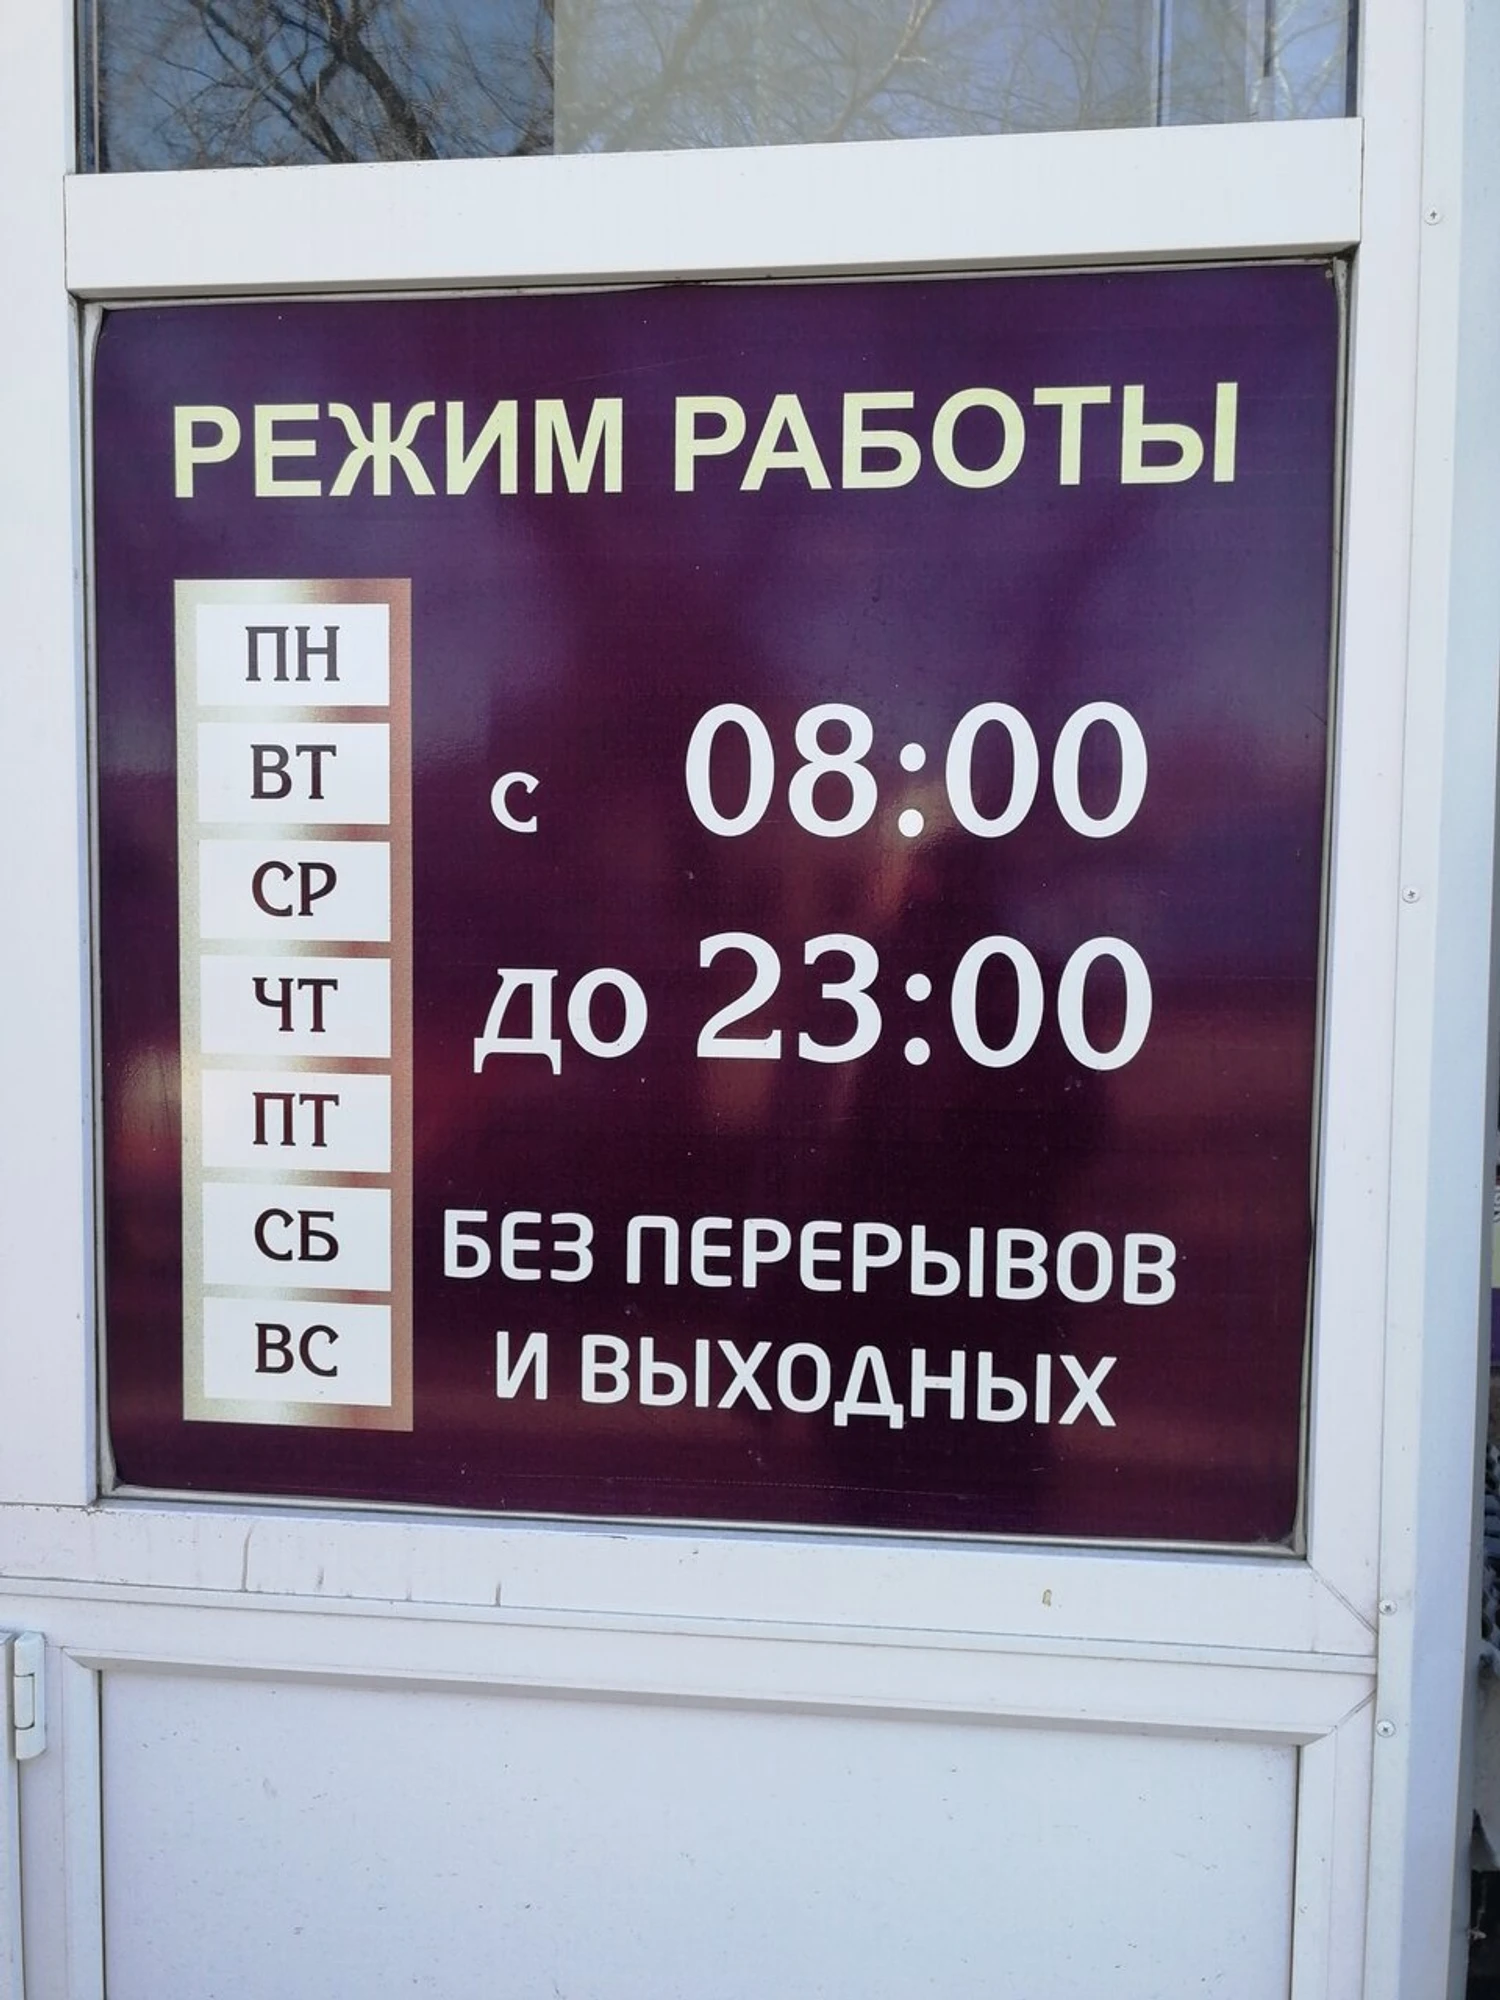 РЕЖИМ РАБОТЫ
ПН
ВТ
СР
ЧТ
ПТ
СБ
ВС
с 08:00
до 23:00
БЕЗ ПЕРЕРЫВОВ
И ВЫХОДНЫХ